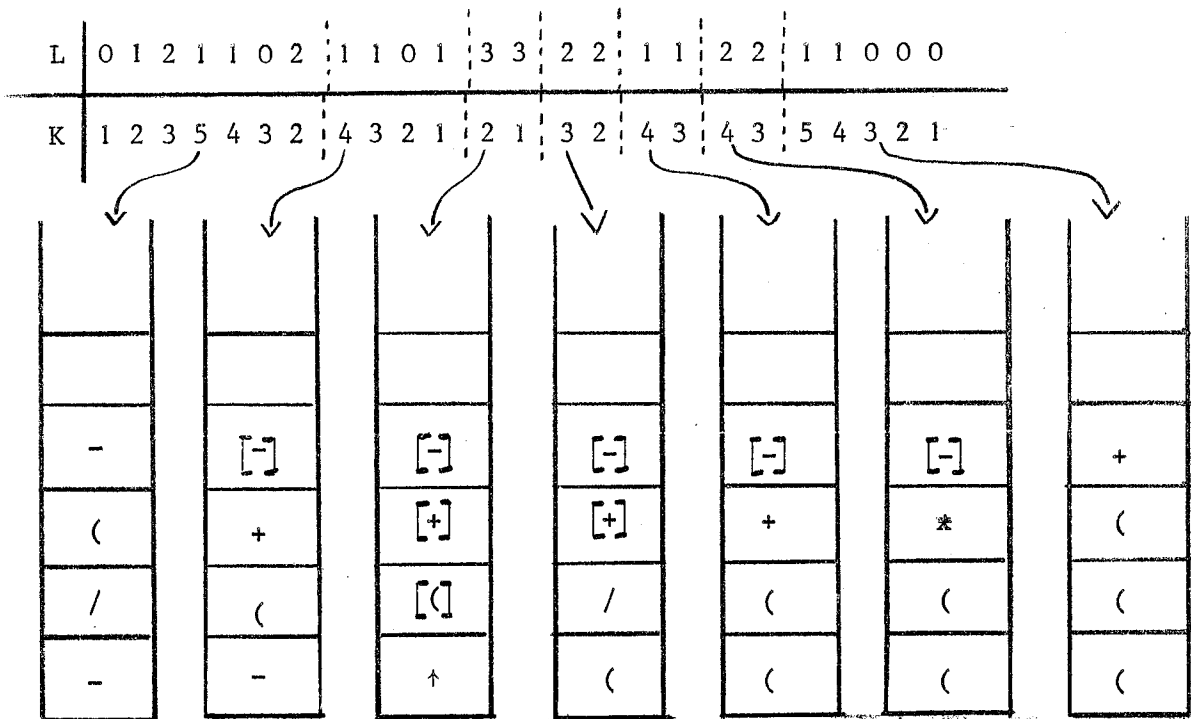 L 0 1 2 1 1 0 2 1 1 0 1 3 3 2 2 1 1 2 2 1 1 0 0 0
K 1 2 3 5 4 3 2 4 3 2 1 2 1 3 2 4 3 4 3 5 4 3 2 1
- [-] [-] [-] [-] [-] +
( + [+] [+] + * (
/ ( [(] / ( ( (
- - ↑ ( ( ( (